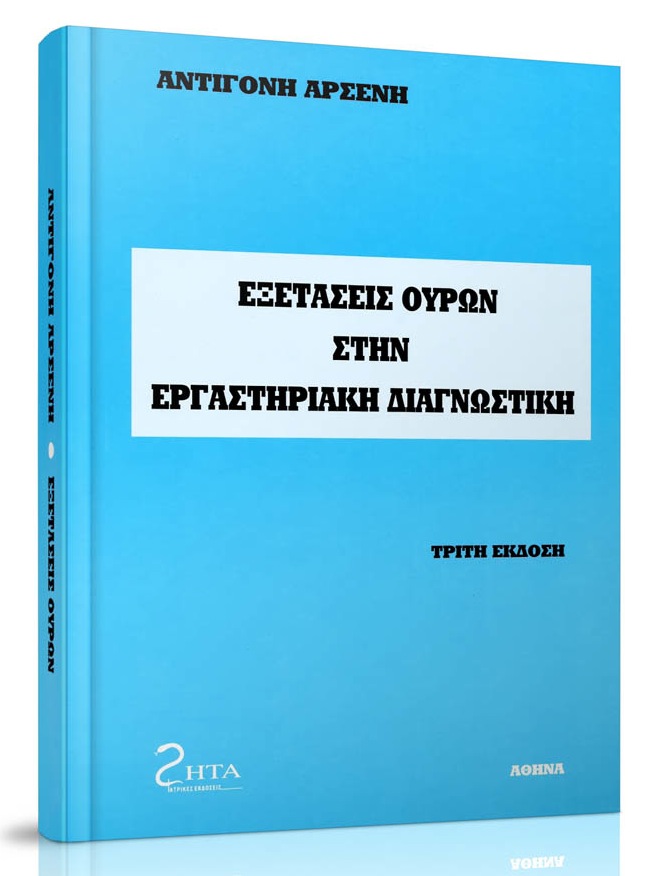 ΑΝΤΙΓΟΝΗ ΑΡΣΕΝΗ
ΕΞΕΤΑΣΕΙΣ ΟΥΡΩΝ
ΣΤΗΝ
ΕΡΓΑΣΤΗΡΙΑΚΗ ΔΙΑΓΝΩΣΤΙΚΗ
ΤΡΙΤΗ ΕΚΔΟΣΗ
ΖΗΤΑ
ΙΑΤΡΙΚΕΣ ΕΚΔΟΣΕΙΣ
ΑΘΗΝΑ
ΑΝΤΙΓΟΝΗ ΑΡΣΕΝΗ • ΕΞΕΤΑΣΕΙΣ ΟΥΡΩΝ